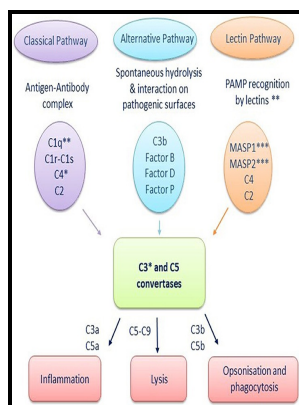 Classical Pathway
Alternative Pathway
Lectin Pathway
Antigen-Antibody
complex
Spontaneous hydrolysis
& interaction on
pathogenic surfaces
PAMP recognition
by lectins **
C1q**
C1r-C1s
C4*
C2
C3b
Factor B
Factor D
Factor P
MASP1***
MASP2***
C4
C2
C3* and C5
convertases
C3a
C5a
C5-C9
C3b
C5b
Inflammation
Lysis
Opsonisation and
phagocytosis